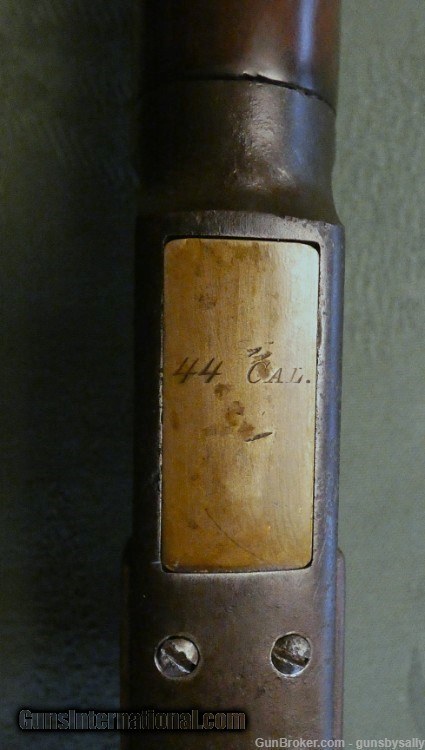 44 CAL.
GunsInternational.com
GunBroker.com - gunsbysally